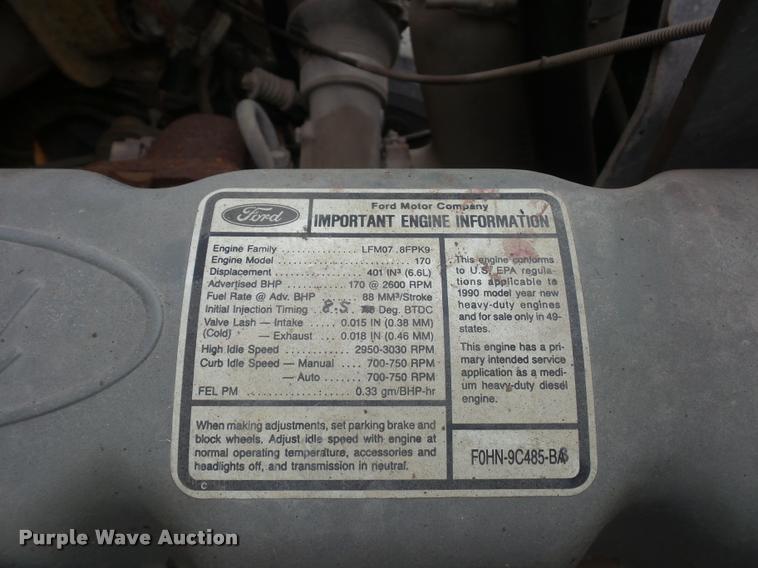 Ford
Ford Motor Company
IMPORTANT ENGINE INFORMATION
Engine Family .................. LFM07.8FPK9
Engine Model .................. 170
Displacement .................. 401 IN³ (6.6L)
Advertised BHP .................. 170 @ 2600 RPM
Fuel Rate @ Adv. BHP ........ 88 MM³/Stroke
Initial Injection Timing 8.5 Deg. BTDC
Valve Lash — Intake .... 0.015 IN (0.38 MM)
(Cold) — Exhaust .... 0.018 IN (0.46 MM)
High Idle Speed ........ 2950-3030 RPM
Curb Idle Speed — Manual .... 700-750 RPM
— Auto ....... 700-750 RPM
FEL PM .................. 0.33 gm/BHP-hr
This engine conforms
to U.S. EPA regula-
tions applicable to
1990 model year new
heavy-duty engines
and for sale only in 49-
states.
This engine has a pri-
mary intended service
application as a medi-
um heavy-duty diesel
engine.
When making adjustments, set parking brake and
block wheels. Adjust idle speed with engine at
normal operating temperature, accessories and
headlights off, and transmission in neutral.
F0HN-9C485-BA
C
Purple Wave Auction